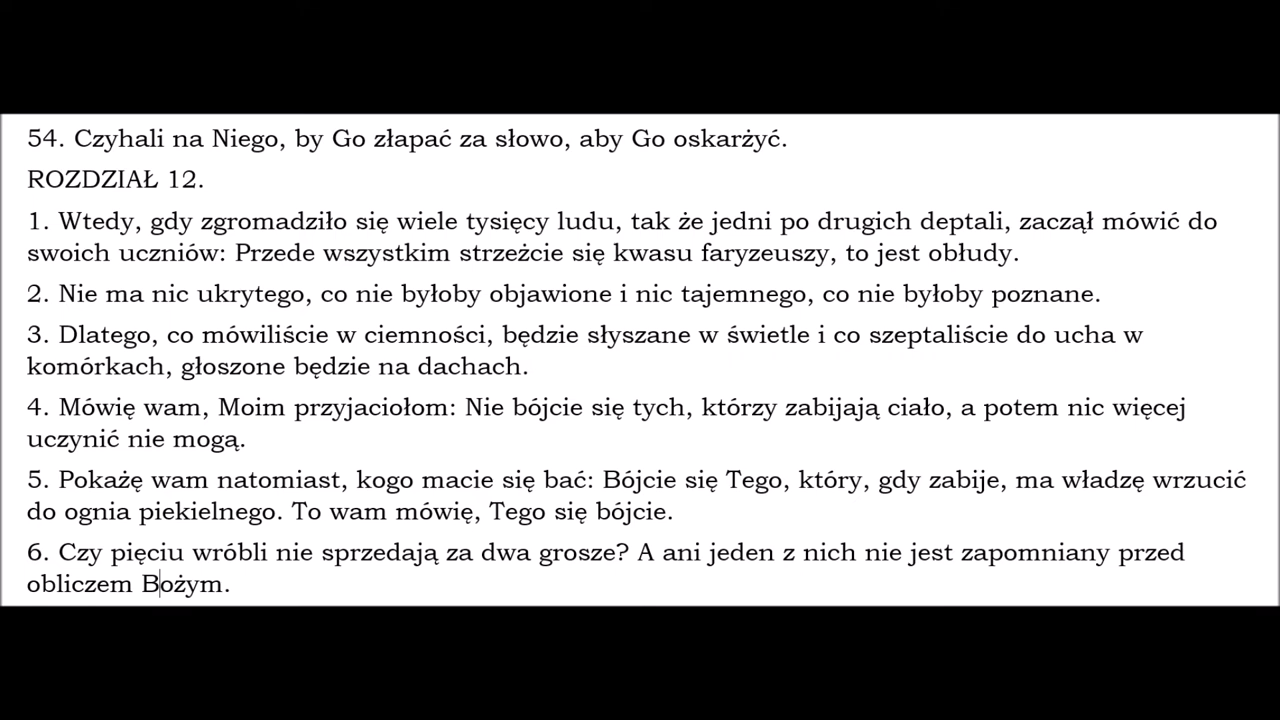 54. Czyhali na Niego, by Go złapać za słowo, aby Go oskarżyć.
ROZDZIAŁ 12.
1. Wtedy, gdy zgromadziło się wiele tysięcy ludu, tak że jedni po drugich deptali, zaczął mówić do
swoich uczniów: Przede wszystkim strzeżcie się kwasu faryzeuszy, to jest obłudy.
2. Nie ma nic ukrytego, co nie byłoby objawione i nic tajemnego, co nie byłoby poznane.
3. Dlatego, co mówiliście w ciemności, będzie słyszane w świetle i co szeptaliście do ucha w
komórkach, głoszone będzie na dachach.
4. Mówię wam, Moim przyjaciołom: Nie bójcie się tych, którzy zabijają ciało, a potem nic więcej
uczynić nie mogą.
5. Pokażę wam natomiast, kogo macie się bać: Bójcie się Tego, który, gdy zabije, ma władzę wrzucić
do ognia piekielnego. To wam mówię, Tego się bójcie.
6. Czy pięciu wróbli nie sprzedają za dwa grosze? A ani jeden z nich nie jest zapomniany przed
obliczem Bożym.